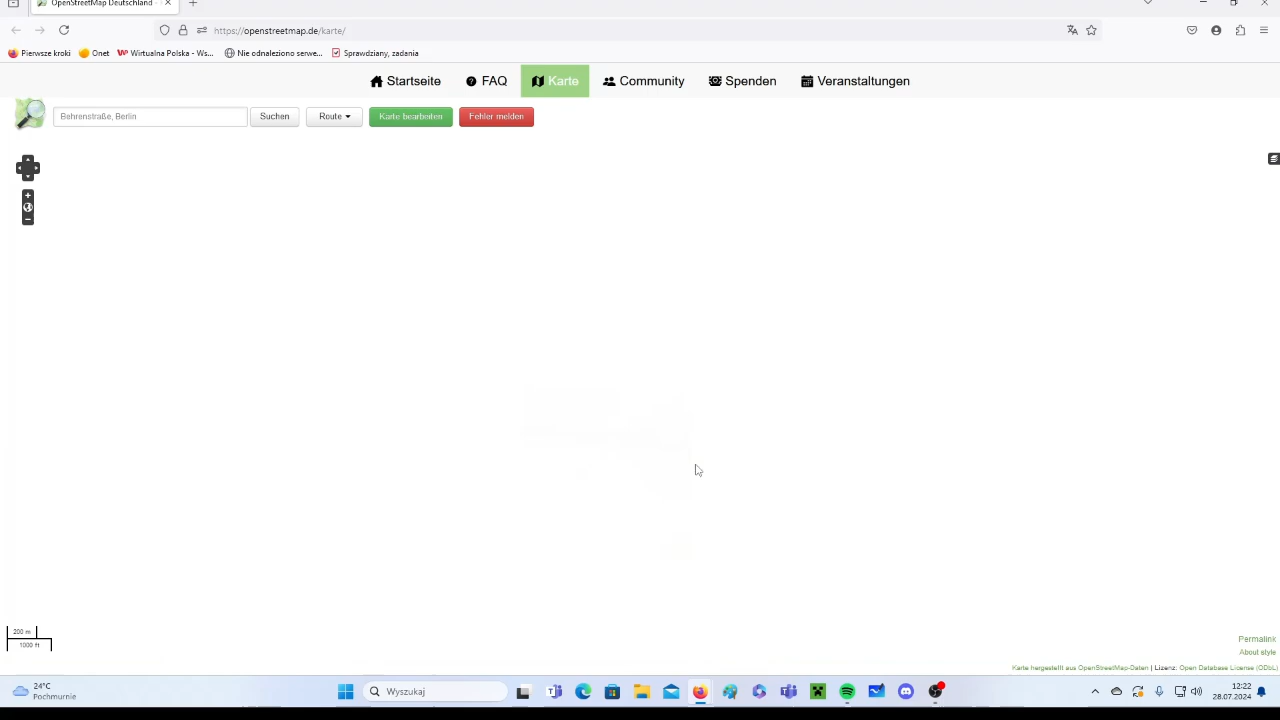 OpenStreetMap Deutschland -
https://openstreetmap.de/karte/
Pierwsze kroki Onet Wirtualna Polska - Ws... Nie odnaleziono serwe... Sprawdziany, zadania
Startseite FAQ Karte Community Spenden Veranstaltungen
Behrenstraße, Berlin Suchen Route Karte bearbeiten Fehler melden
200 m
1000 ft
Permalink
About style
Karte hergestellt aus OpenStreetMap-Daten | Lizenz: Open Database License (ODbL)
24°C
Pochmurnie
Wyszukaj
12:22
28.07.2024